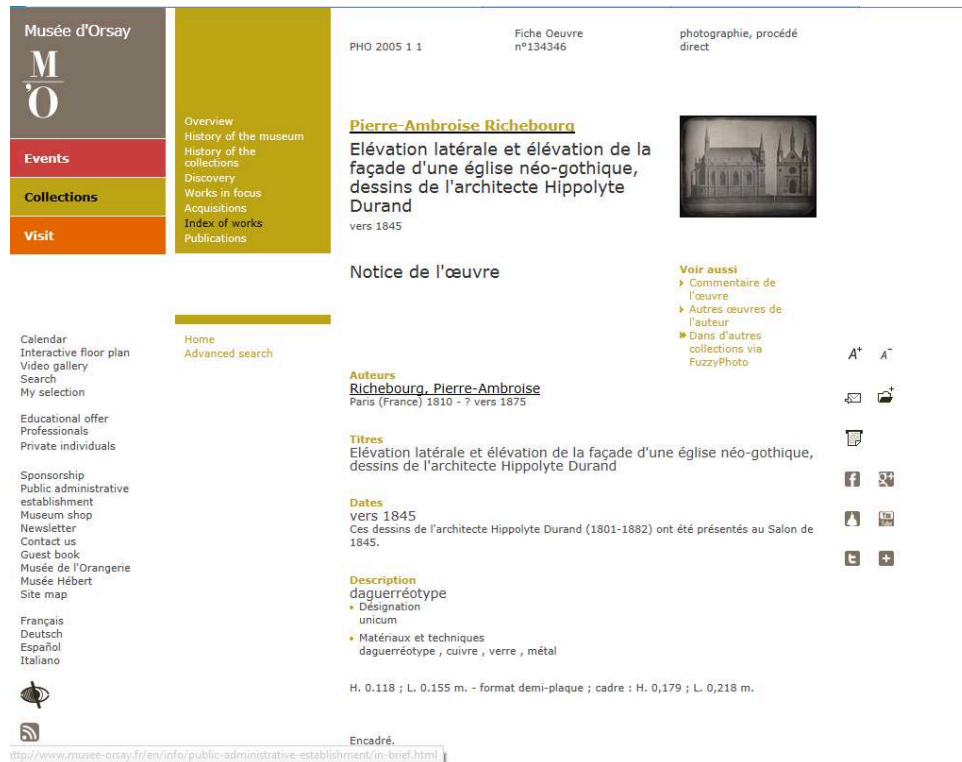 Musée d'Orsay
M
'O
Events
Collections
Visit
Calendar
Interactive floor plan
Video gallery
Search
My selection
Educational offer
Professionals
Private individuals
Sponsorship
Public administrative
establishment
Museum shop
Newsletter
Contact us
Guest book
Musée de l'Orangerie
Musée Hébert
Site map
Français
Deutsch
Español
Italiano
Overview
History of the museum
History of the
collections
Discovery
Works in focus
Acquisitions
Index of works
Publications
Home
Advanced search
PHO 2005 1 1
Fiche Oeuvre
n°134346
photographie, procédé
direct
Pierre-Ambroise Richebourg
Elévation latérale et élévation de la
façade d'une église néo-gothique,
dessins de l'architecte Hippolyte
Durand
vers 1845
Notice de l'œuvre
Voir aussi
Commentaire de
l'œuvre
Autres œuvres de
l'auteur
Dans d'autres
collections via
FuzzyPhoto
Auteurs
Richebourg, Pierre-Ambroise
Paris (France) 1810 - ? vers 1875
Titres
Elévation latérale et élévation de la façade d'une église néo-gothique,
dessins de l'architecte Hippolyte Durand
Dates
vers 1845
Ces dessins de l'architecte Hippolyte Durand (1801-1882) ont été présentés au Salon de
1845.
Description
daguerréotype
• Désignation
unicum
• Matériaux et techniques
daguerréotype , cuivre , verre , métal
H. 0.118 ; L. 0.155 m. - format demi-plaque ; cadre : H. 0,179 ; L. 0,218 m.
Encadré.
A+ A-
f g+
You Tube
t +
http://www.musee-orsay.fr/en/info/public-administrative-establishment/in-brief.html